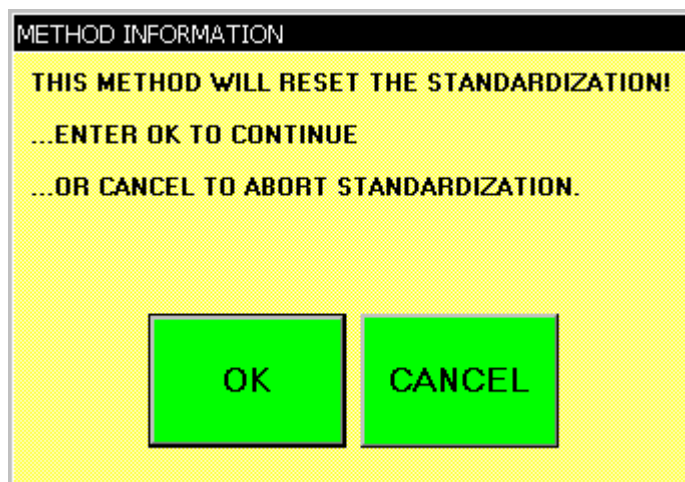 METHOD INFORMATION
THIS METHOD WILL RESET THE STANDARDIZATION!
...ENTER OK TO CONTINUE
...OR CANCEL TO ABORT STANDARDIZATION.
OK
CANCEL